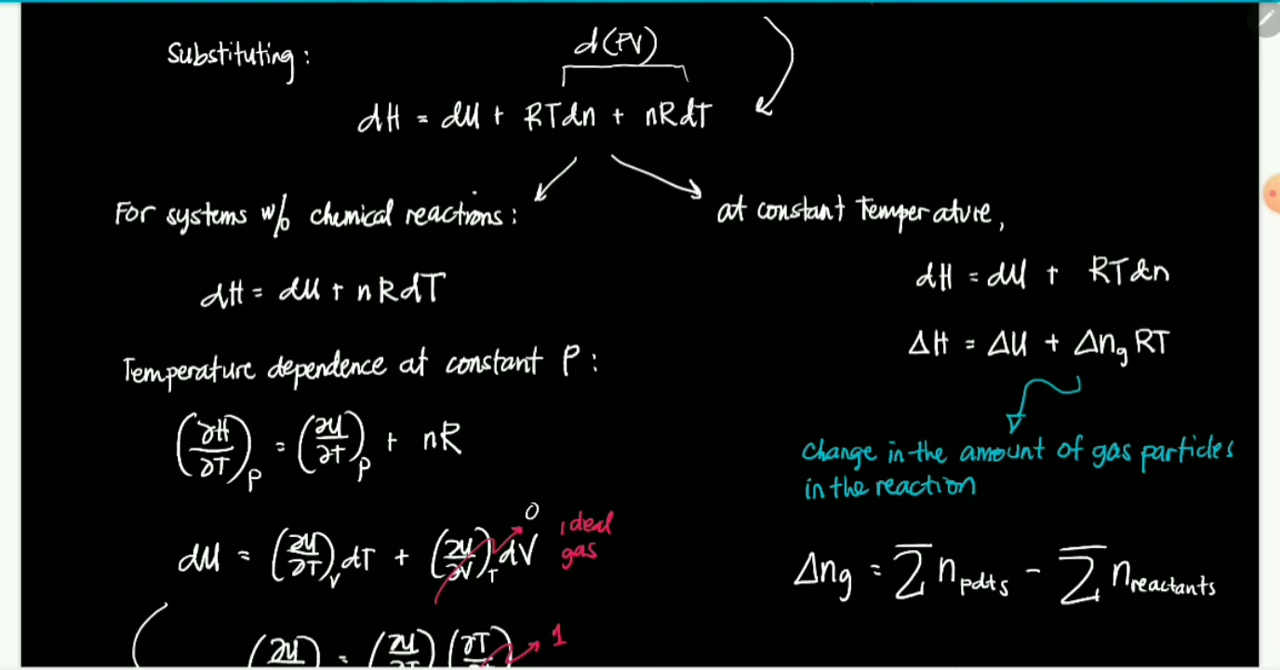 Substituting:
d(PV)
dH = dU + RTdn + nRdT
For systems w/o chemical reactions:
dH = dU + nRdT
Temperature dependence at constant P:
(∂H/∂T)_P = (∂U/∂T)_P + nR
dU = (∂U/∂T)_V dT + (∂U/∂V)_T dV
0
ideal
gas
1
at constant temperature,
dH = dU + RTdn
ΔH = ΔU + Δn_g RT
change in the amount of gas particles
in the reaction
Δng = Σ n_pdts - Σ n_reactants